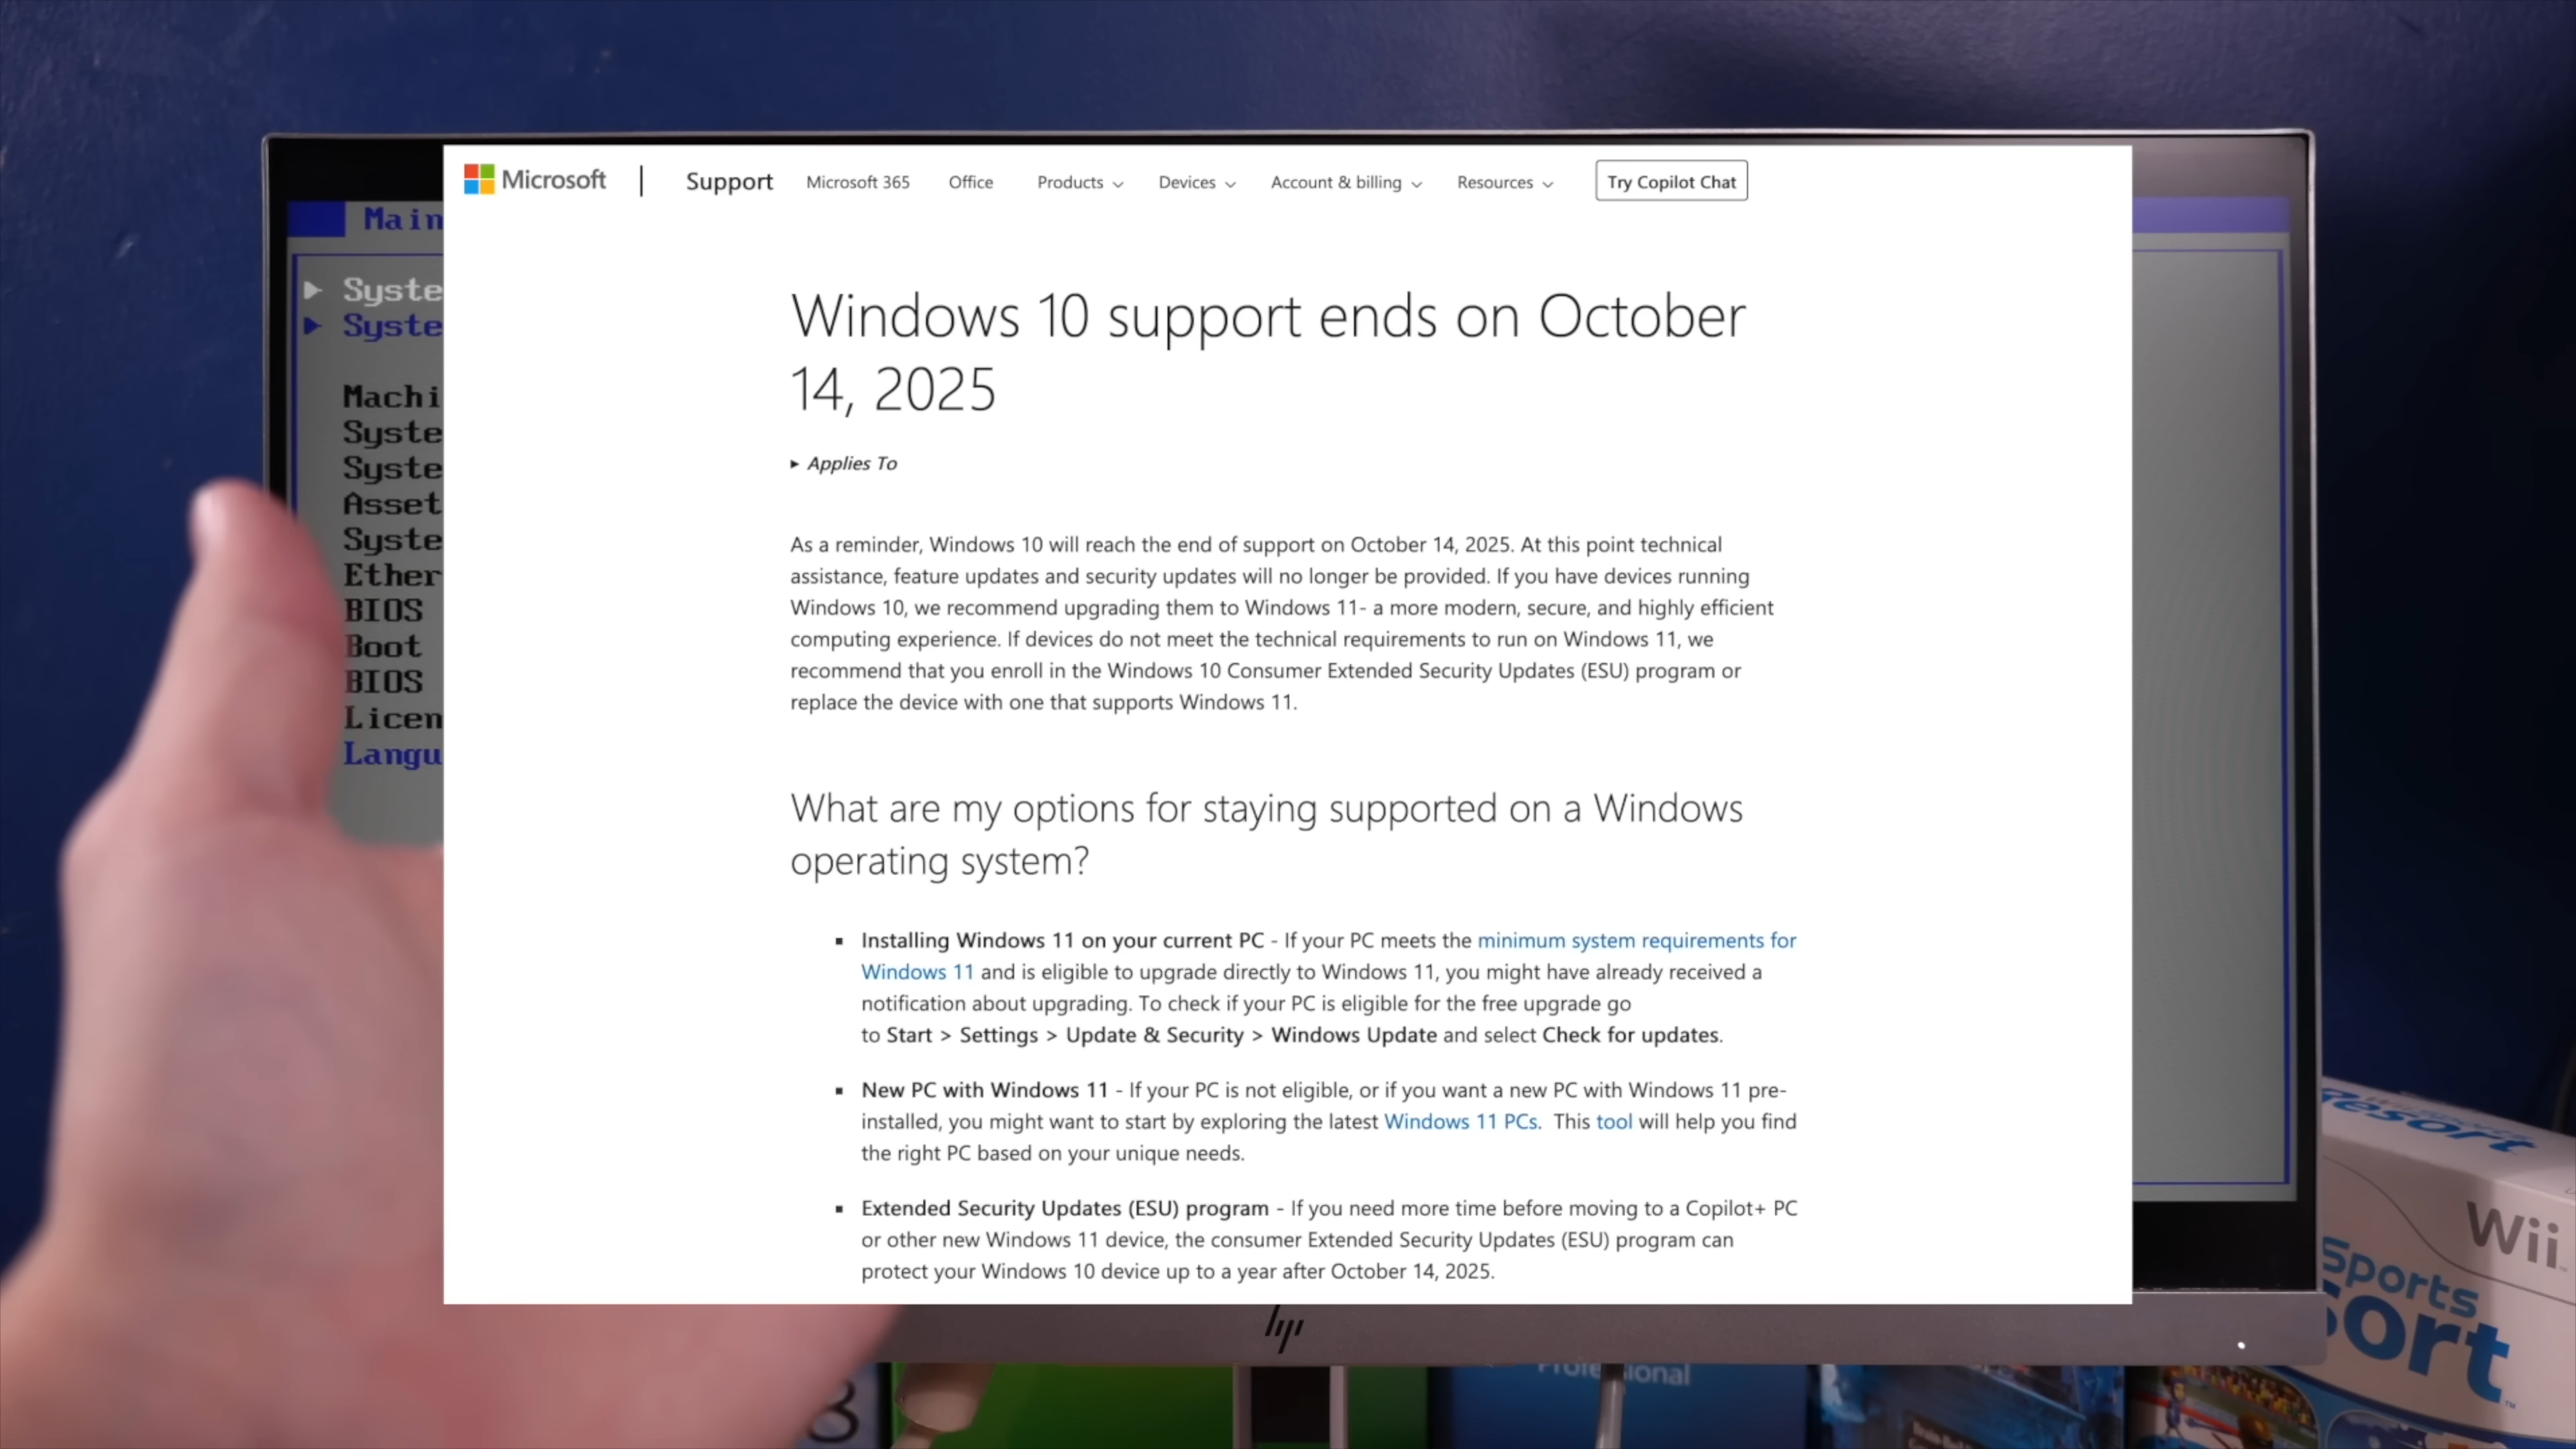 Microsoft | Support Microsoft 365 Office Products Devices Account & billing Resources Try Copilot Chat
Main
Syste
Syste
Machi
Syste
Syste
Asset
Syste
Ether
BIOS
Boot
BIOS
Licen
Langu
Windows 10 support ends on October
14, 2025
Applies To
As a reminder, Windows 10 will reach the end of support on October 14, 2025. At this point technical
assistance, feature updates and security updates will no longer be provided. If you have devices running
Windows 10, we recommend upgrading them to Windows 11- a more modern, secure, and highly efficient
computing experience. If devices do not meet the technical requirements to run on Windows 11, we
recommend that you enroll in the Windows 10 Consumer Extended Security Updates (ESU) program or
replace the device with one that supports Windows 11.
What are my options for staying supported on a Windows
operating system?
Installing Windows 11 on your current PC - If your PC meets the minimum system requirements for
Windows 11 and is eligible to upgrade directly to Windows 11, you might have already received a
notification about upgrading. To check if your PC is eligible for the free upgrade go
to Start > Settings > Update & Security > Windows Update and select Check for updates.
New PC with Windows 11 - If your PC is not eligible, or if you want a new PC with Windows 11 pre-
installed, you might want to start by exploring the latest Windows 11 PCs. This tool will help you find
the right PC based on your unique needs.
Extended Security Updates (ESU) program - If you need more time before moving to a Copilot+ PC
or other new Windows 11 device, the consumer Extended Security Updates (ESU) program can
protect your Windows 10 device up to a year after October 14, 2025.
hp
Resort
Wii
Sports
sort
8